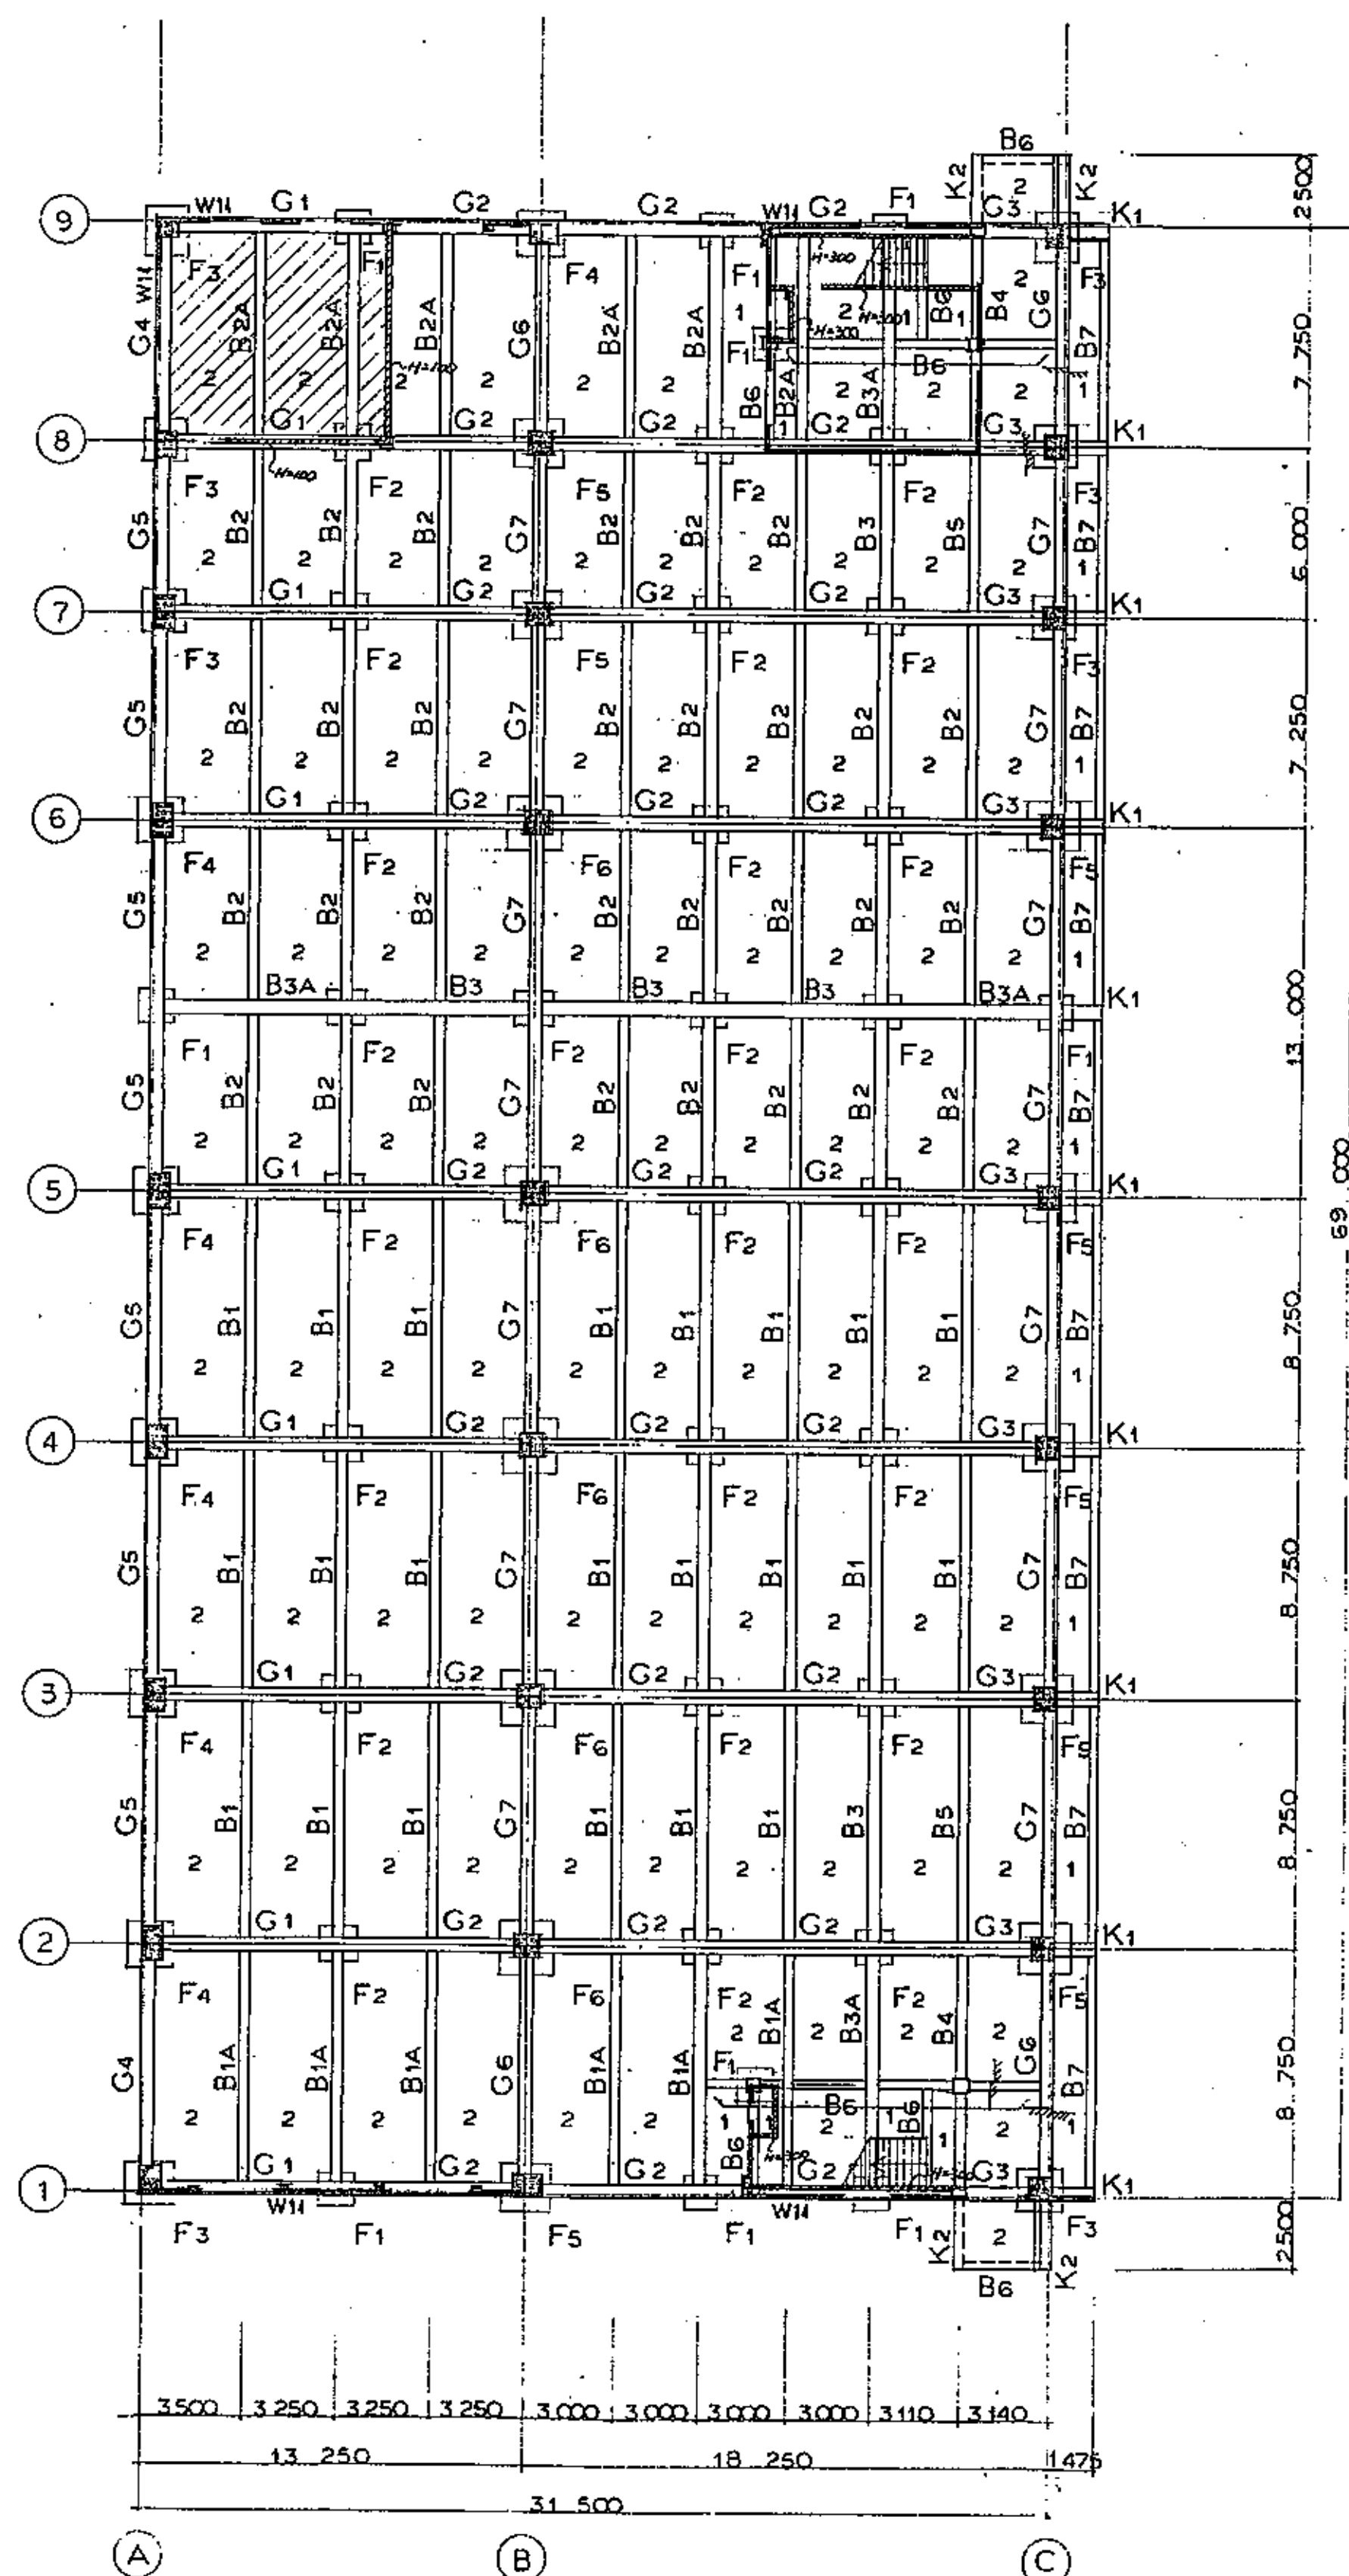 B6
K2 2 K2 2500
9 W11 G1 G2 G2 W11 G2 F1 G3 K1
F3 F1 F4 F1 H=300 2 F3
W11 G4 B2A B2A B2A G6 B2A B2A 1 2 H=300 1 B6 1 B4 G6 B7 7 750
H=300 F1
2 2 2 H=100 2 2 2 B6 B2A 2 B3A B6 2 2 1
8 G1 G2 G2 1 G2 G3 K1
H=100
F3 F2 F5 F2 F2 F3
G5 B2 B2 B2 G7 B2 B2 B2 B3 B5 G7 B7 6 000
2 2 2 2 2 2 2 2 2 2 1
7 G1 G2 G2 G2 G3 K1
F3 F2 F5 F2 F2 F3
G5 B2 B2 B2 G7 B2 B2 B2 B2 B2 G7 B7 7 250
2 2 2 2 2 2 2 2 2 2 1
6 G1 G2 G2 G2 G3 K1
F4 F2 F6 F2 F2 F5
G5 B2 B2 B2 G7 B2 B2 B2 B2 B2 G7 B7
2 2 2 2 2 2 2 2 2 2 1
B3A B3 B3 B3 B3A K1 13 000
F1 F2 F2 F2 F2 F1
G5 B2 B2 B2 G7 B2 B2 B2 B2 B2 G7 B7
2 2 2 2 2 2 2 2 2 2 1
5 G1 G2 G2 G2 G3 K1 69 000
F4 F2 F6 F2 F2 F5
G5 B1 B1 B1 G7 B1 B1 B1 B1 B1 G7 B7 8 750
2 2 2 2 2 2 2 2 2 2 1
4 G1 G2 G2 G2 G3 K1
F4 F2 F6 F2 F2 F5
G5 B1 B1 B1 G7 B1 B1 B1 B1 B1 G7 B7 8 750
2 2 2 2 2 2 2 2 2 2 1
3 G1 G2 G2 G2 G3 K1
F4 F2 F6 F2 F2 F5
G5 B1 B1 B1 G7 B1 B1 B1 B3 B5 G7 B7 8 750
2 2 2 2 2 2 2 2 2 2 1
2 G1 G2 G2 G2 G3 K1
F4 F2 F6 F2 F2 F5
2 B1A 2 B3A 2 B4 2
G4 B1A B1A B1A G6 B1A B1A F1 G6 B7 8 750
2 2 2 2 2 2 1 B6 1 2 B6 1 B6 1 2 1
1 G1 G2 G2 H=300 G2 H=300 G3 K1
W11 W11
F3 F1 F5 F1 F1 K2 2 K2 F3 2500
B6
3 500 3 250 3 250 3 250 3 000 3 000 3 000 3 000 3 110 3 140
13 250 18 250 1475
31 500
A B C